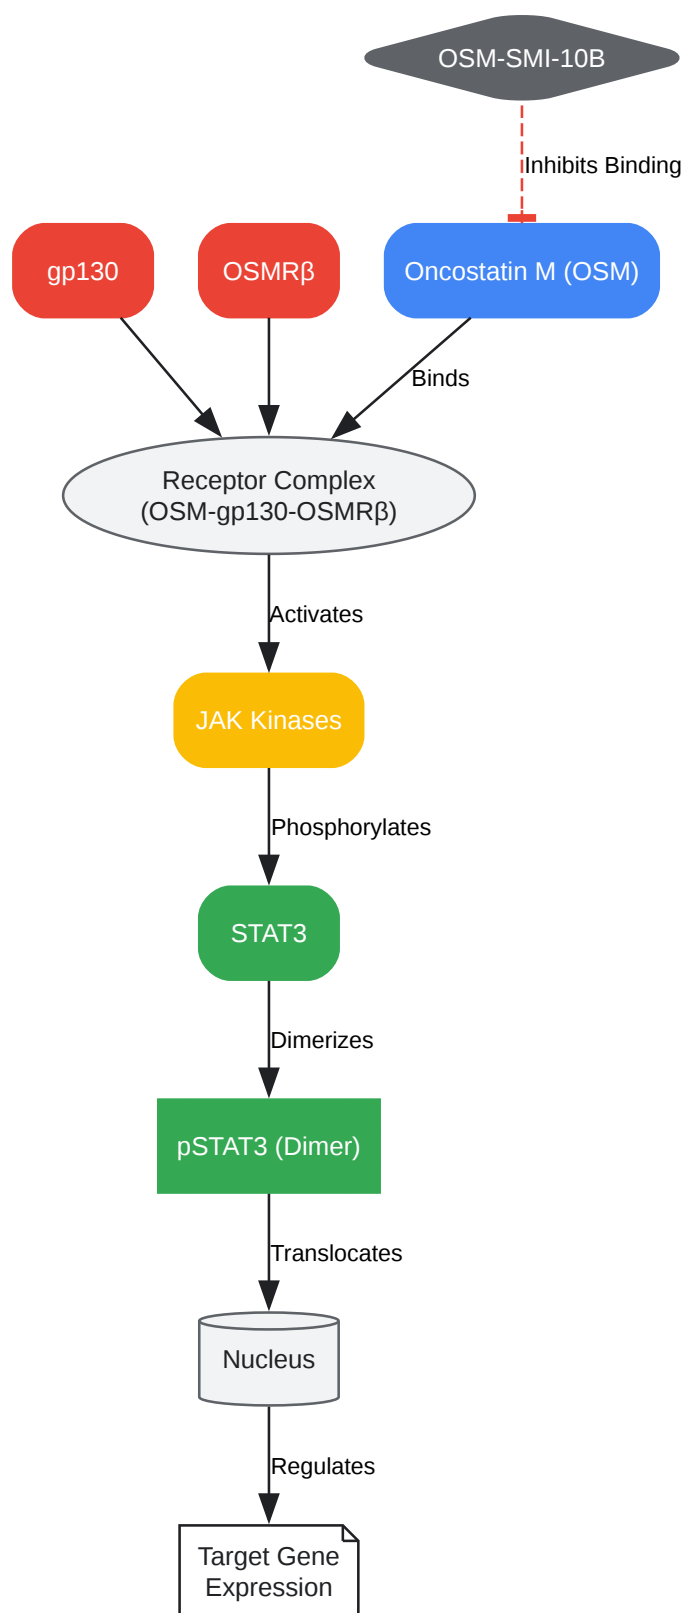 OSM-SMI-10B
Inhibits Binding
gp130
OSMRβ
Oncostatin M (OSM)
Binds
Receptor Complex
(OSM-gp130-OSMRβ)
Activates
JAK Kinases
Phosphorylates
STAT3
Dimerizes
pSTAT3 (Dimer)
Translocates
Nucleus
Regulates
Target Gene
Expression